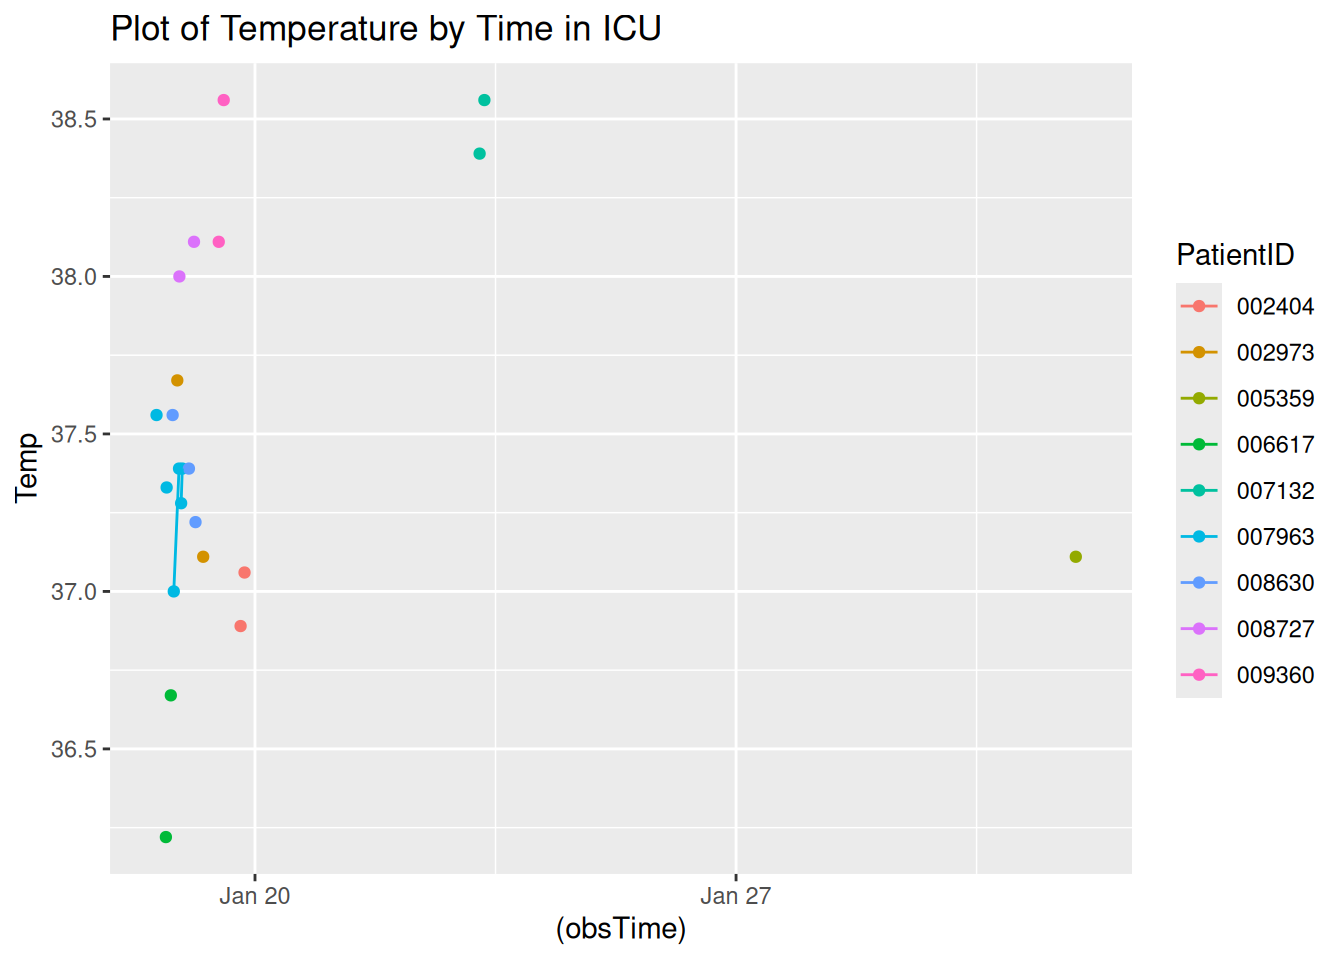 Plot of Temperature by Time in ICU
38.5
38.0
37.5
37.0
36.5
Temp
Jan 20
Jan 27
(obsTime)
PatientID
002404
002973
005359
006617
007132
007963
008630
008727
009360